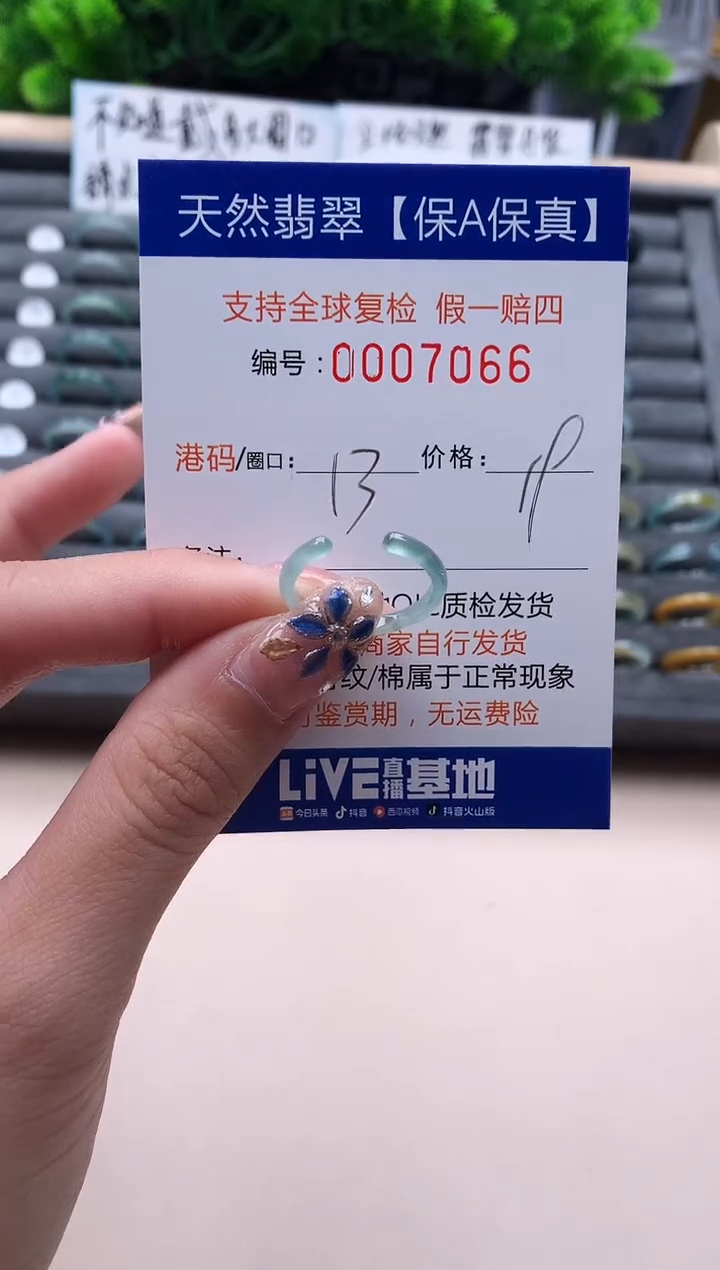 天然翡翠【保A保真】
支持全球复检 假一赔四
编号:0007066
港码/圈口: 13 价格:
质检发货
商家自行发货
纹/棉属于正常现象
鉴赏期，无运费险
LiVE直播基地
今日头条 抖音 西瓜视频 抖音火山版